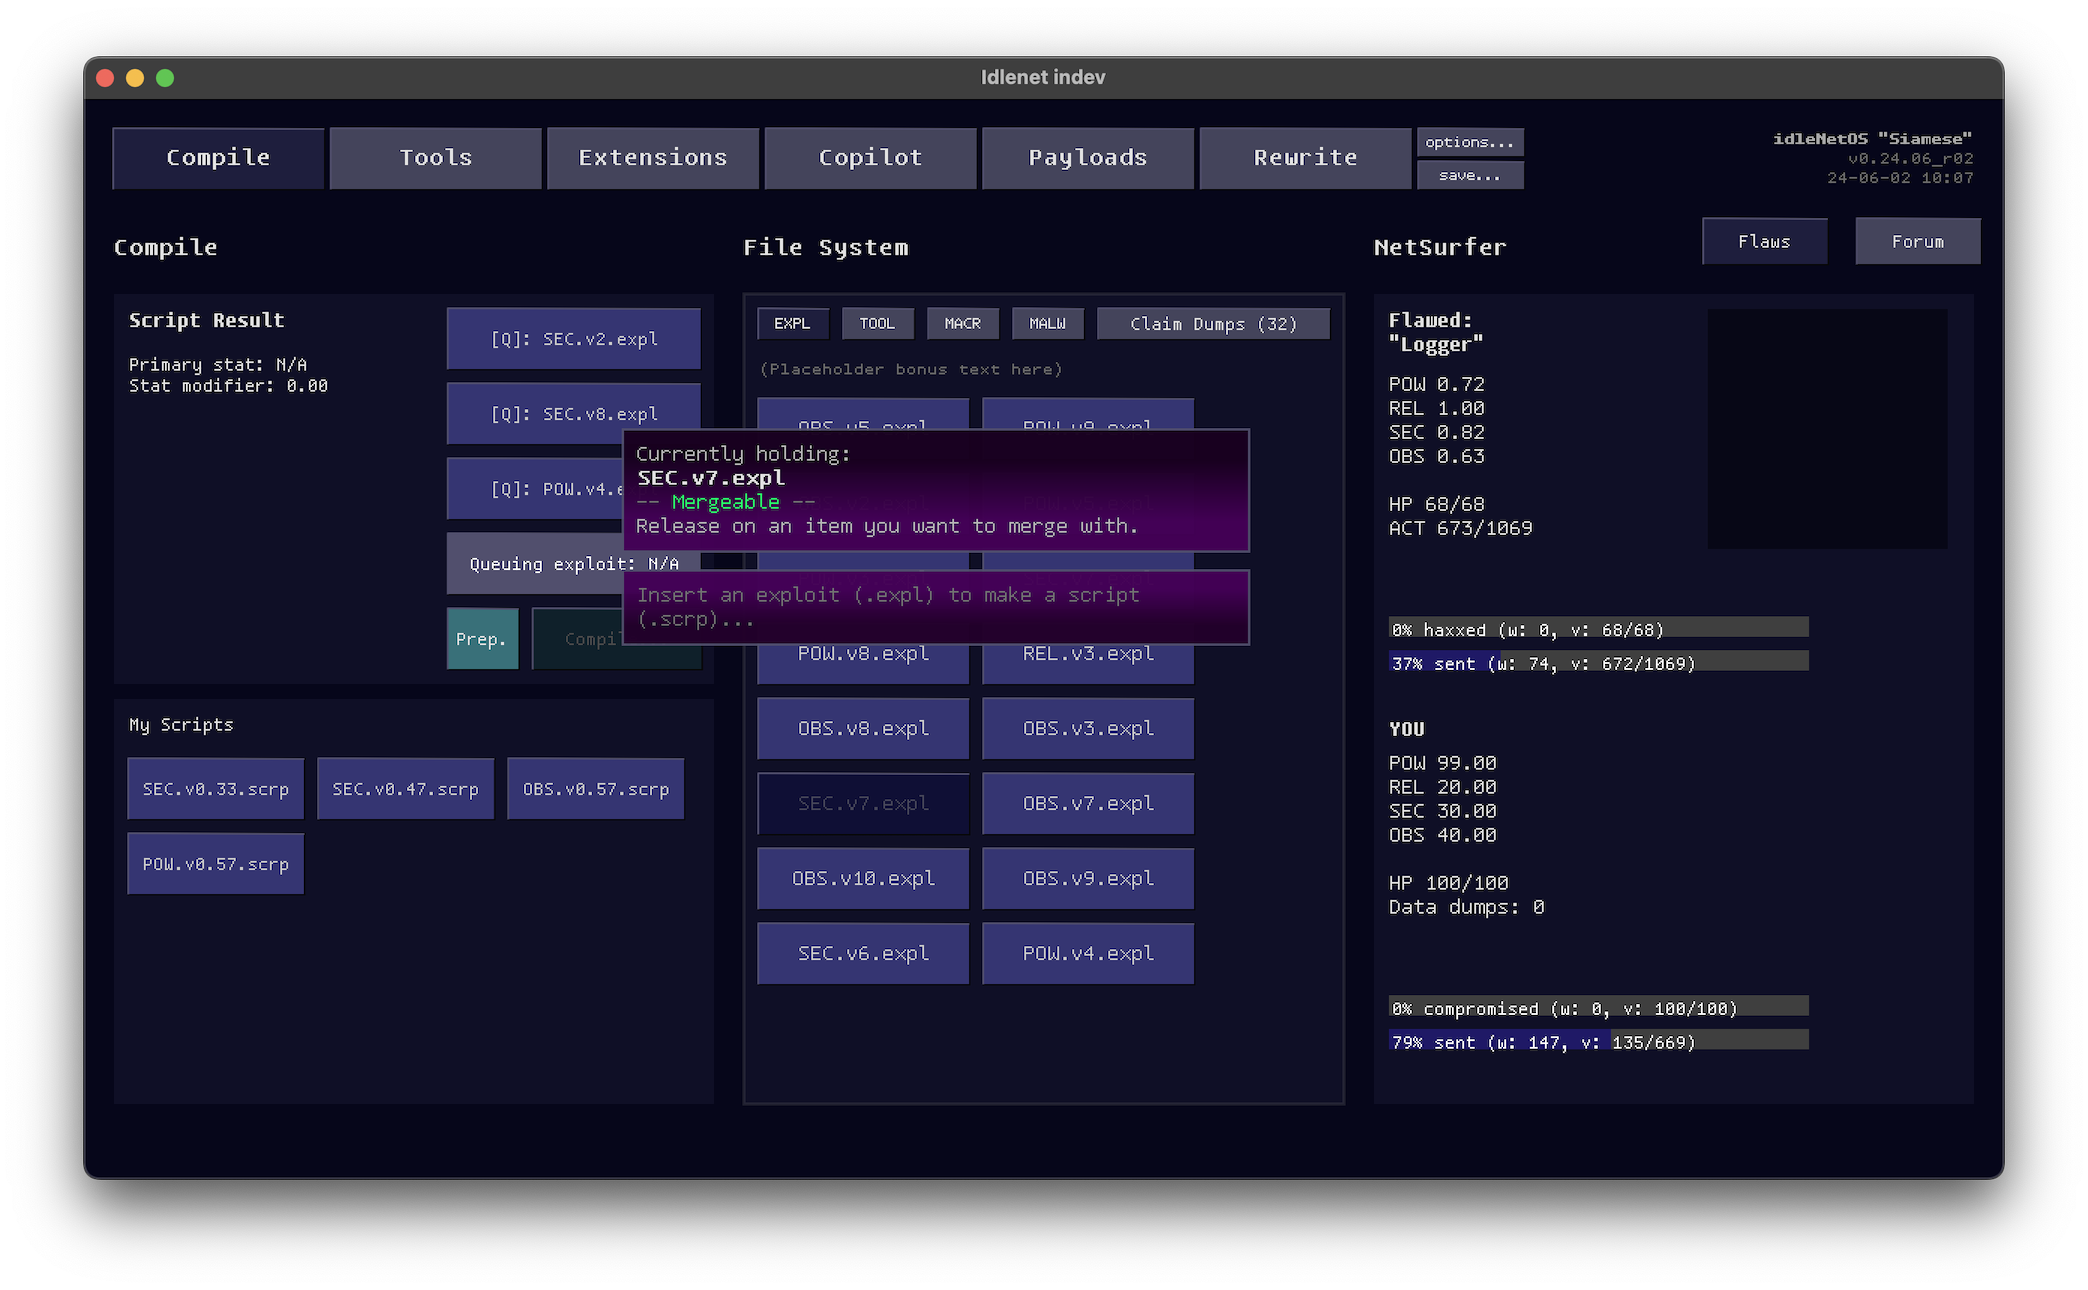 Idlenet indev
Compile
Tools
Extensions
Copilot
Payloads
Rewrite
options...
save...
idleNetOS "Siamese"
v0.24.06_r02
24-06-02 10:07
Compile
Script Result
Primary stat: N/A
Stat modifier: 0.00
[Q]: SEC.v2.expl
[Q]: SEC.v8.expl
[Q]: POW.v4.e
Queuing exploit: N/A
Prep.
Compil
My Scripts
SEC.v0.33.scrp
SEC.v0.47.scrp
OBS.v0.57.scrp
POW.v0.57.scrp
File System
EXPL
TOOL
MACR
MALW
Claim Dumps (32)
(Placeholder bonus text here)
OBS.v5.expl
POW.v9.expl
Currently holding:
SEC.v7.expl
-- Mergeable --
Release on an item you want to merge with.
Insert an exploit (.expl) to make a script
(.scrp)...
POW.v8.expl
REL.v3.expl
OBS.v8.expl
OBS.v3.expl
SEC.v7.expl
OBS.v7.expl
OBS.v10.expl
OBS.v9.expl
SEC.v6.expl
POW.v4.expl
NetSurfer
Flaws
Forum
Flawed:
"Logger"
POW 0.72
REL 1.00
SEC 0.82
OBS 0.63
HP 68/68
ACT 673/1069
0% haxxed (w: 0, v: 68/68)
37% sent (w: 74, v: 672/1069)
YOU
POW 99.00
REL 20.00
SEC 30.00
OBS 40.00
HP 100/100
Data dumps: 0
0% compromised (w: 0, v: 100/100)
79% sent (w: 147, v: 135/669)